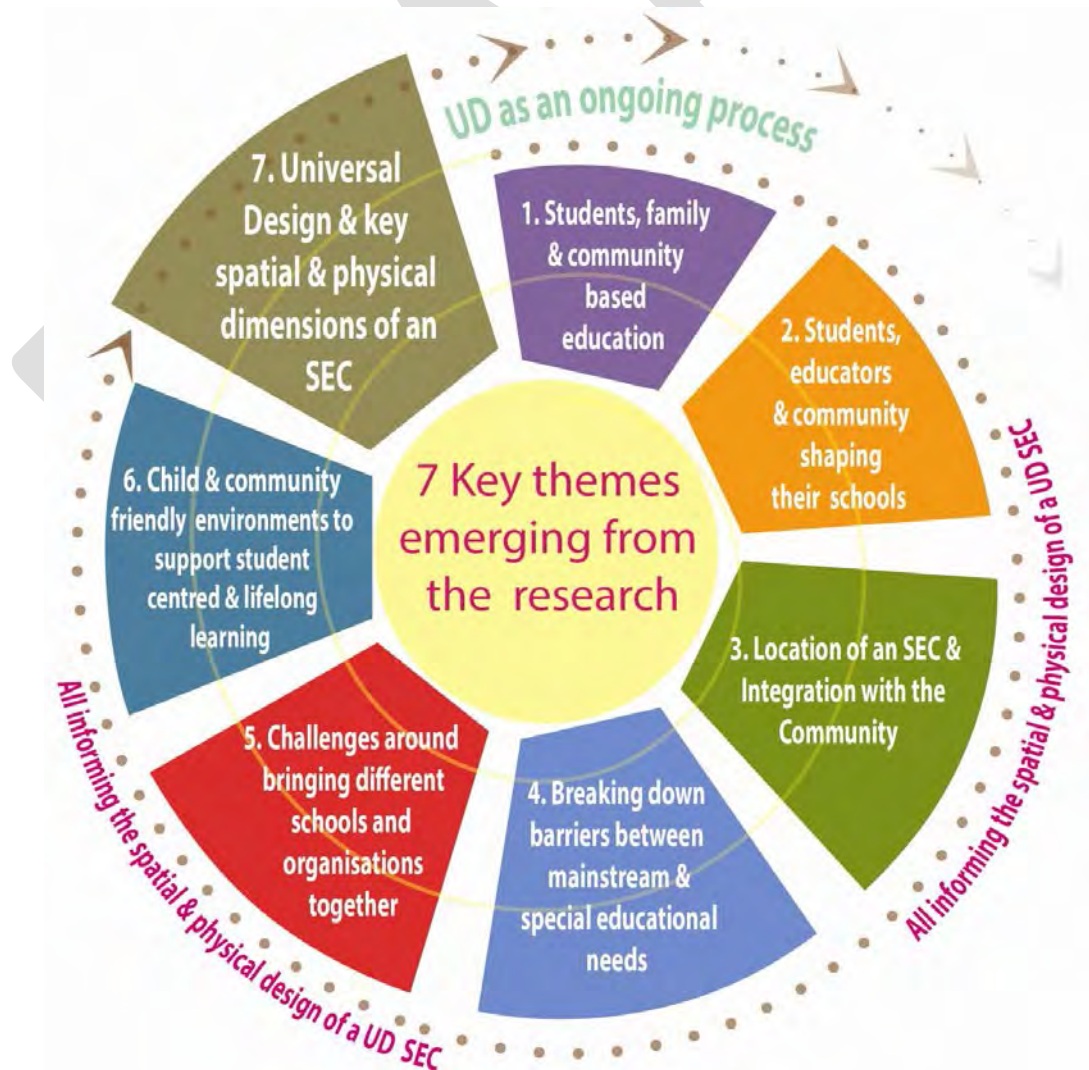 UD as an ongoing process
1. Students, family
& community
based
education
2. Students,
educators
& community
shaping
their schools
3. Location of an SEC &
Integration with the
Community
4. Breaking down
barriers between
mainstream &
special educational
needs
5. Challenges around
bringing different
schools and
organisations
together
6. Child & community
friendly environments to
support student
centred & lifelong
learning
7. Universal
Design & key
spatial & physical
dimensions of an
SEC
7 Key themes
emerging from
the research
All informing the spatial & physical design of a UD SEC
All informing the spatial & physical design of a UD SEC